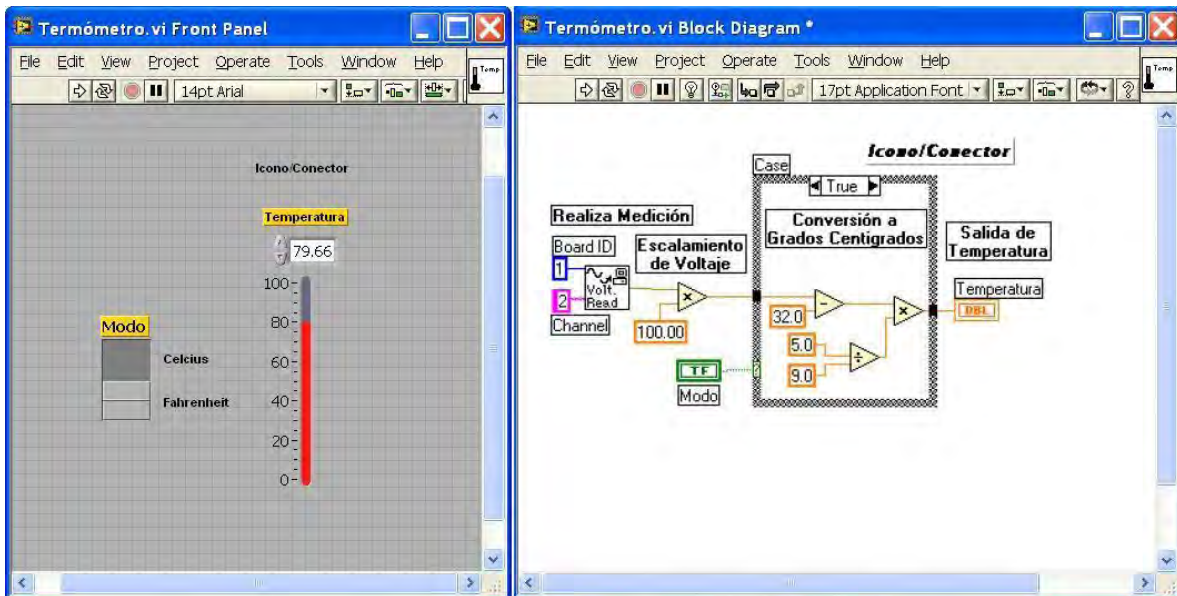 Termómetro.vi Front Panel
File Edit View Project Operate Tools Window Help
Temp
14pt Arial
Icono/Conector
Temperatura
79.66
100
80
60
40
20
0
Modo
Celcius
Fahrenheit
Termómetro.vi Block Diagram *
File Edit View Project Operate Tools Window Help
Temp
17pt Application Font
Icono/Conector
Case
True
Realiza Medición
Conversión a
Grados Centigrados
Board ID
1
Escalamiento
de Voltaje
Salida de
Temperatura
Volt.
Read
2
Channel
100.00
32.0
5.0
9.0
Temperatura
DBL
TF
Modo
?